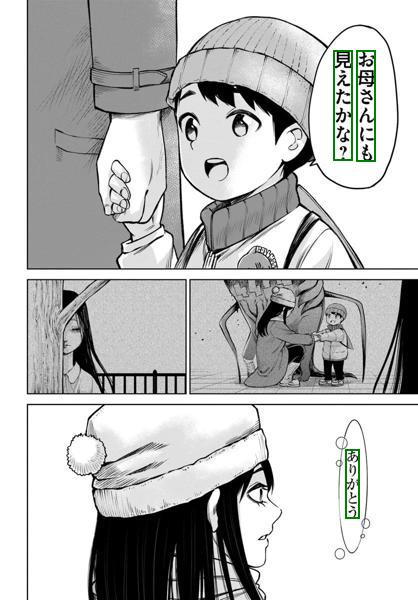 お母さんにも
見えたかな？
ありがとう